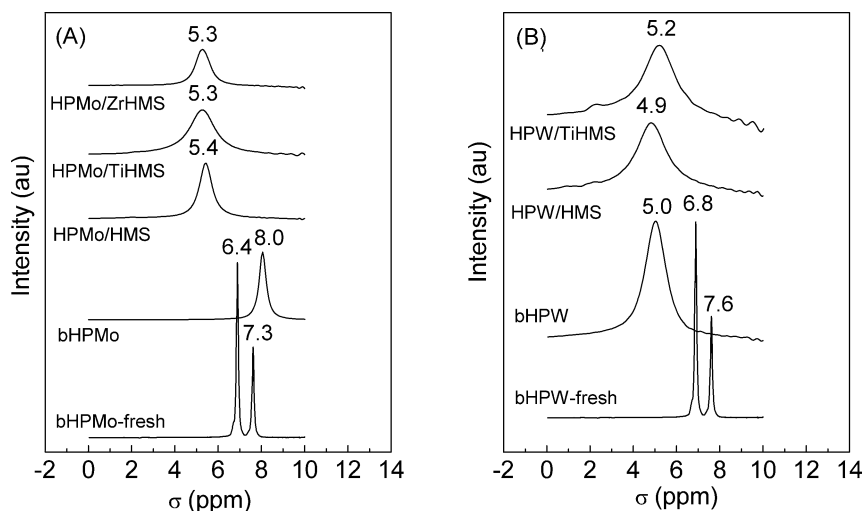 (A)
5.3
HPMo/ZrHMS
5.3
HPMo/TiHMS
5.4
HPMo/HMS
6.4 8.0
bHPMo
7.3
bHPMo-fresh
-2 0 2 4 6 8 10 12 14
σ (ppm)
Intensity (au)
(B)
5.2
HPW/TiHMS
4.9
HPW/HMS
5.0 6.8
bHPW
7.6
bHPW-fresh
-2 0 2 4 6 8 10 12 14
σ (ppm)
Intensity (au)